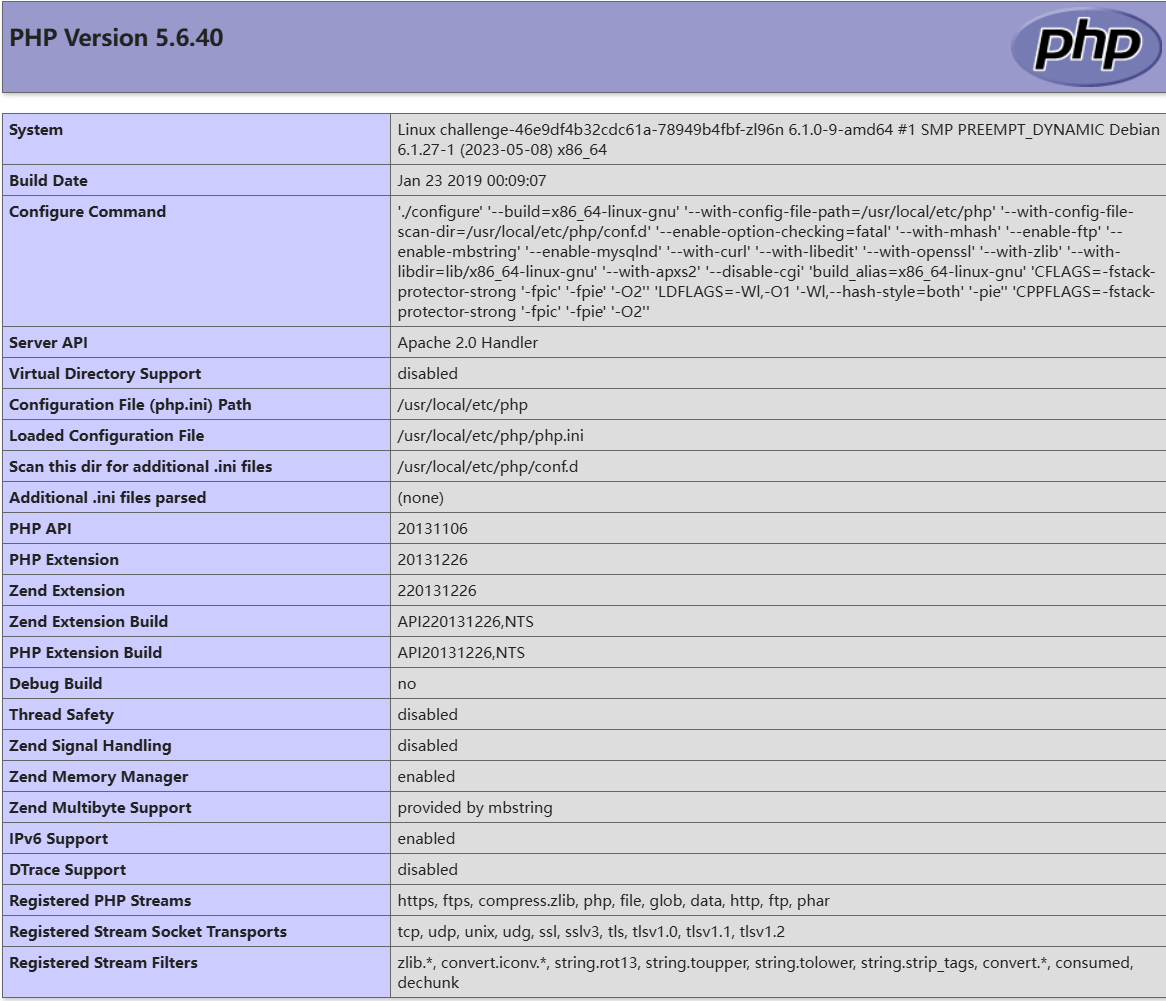 PHP Version 5.6.40
php
System
Linux challenge-46e9df4b32cdc61a-78949b4fbf-zl96n 6.1.0-9-amd64 #1 SMP PREEMPT_DYNAMIC Debian
6.1.27-1 (2023-05-08) x86_64
Build Date
Jan 23 2019 00:09:07
Configure Command
'./configure' '--build=x86_64-linux-gnu' '--with-config-file-path=/usr/local/etc/php' '--with-config-file-
scan-dir=/usr/local/etc/php/conf.d' '--enable-option-checking=fatal' '--with-mhash' '--enable-ftp' '--
enable-mbstring' '--enable-mysqlnd' '--with-curl' '--with-libedit' '--with-openssl' '--with-zlib' '--with-
libdir=lib/x86_64-linux-gnu' '--with-apxs2' '--disable-cgi' 'build_alias=x86_64-linux-gnu' 'CFLAGS=-fstack-
protector-strong '-fpic' '-fpie' '-O2'' 'LDFLAGS=-Wl,-O1 '-Wl,--hash-style=both' '-pie'' 'CPPFLAGS=-fstack-
protector-strong '-fpic' '-fpie' '-O2''
Server API
Apache 2.0 Handler
Virtual Directory Support
disabled
Configuration File (php.ini) Path
/usr/local/etc/php
Loaded Configuration File
/usr/local/etc/php/php.ini
Scan this dir for additional .ini files
/usr/local/etc/php/conf.d
Additional .ini files parsed
(none)
PHP API
20131106
PHP Extension
20131226
Zend Extension
220131226
Zend Extension Build
API220131226,NTS
PHP Extension Build
API20131226,NTS
Debug Build
no
Thread Safety
disabled
Zend Signal Handling
disabled
Zend Memory Manager
enabled
Zend Multibyte Support
provided by mbstring
IPv6 Support
enabled
DTrace Support
disabled
Registered PHP Streams
https, ftps, compress.zlib, php, file, glob, data, http, ftp, phar
Registered Stream Socket Transports
tcp, udp, unix, udg, ssl, sslv3, tls, tlsv1.0, tlsv1.1, tlsv1.2
Registered Stream Filters
zlib.*, convert.iconv.*, string.rot13, string.toupper, string.tolower, string.strip_tags, convert.*, consumed,
dechunk